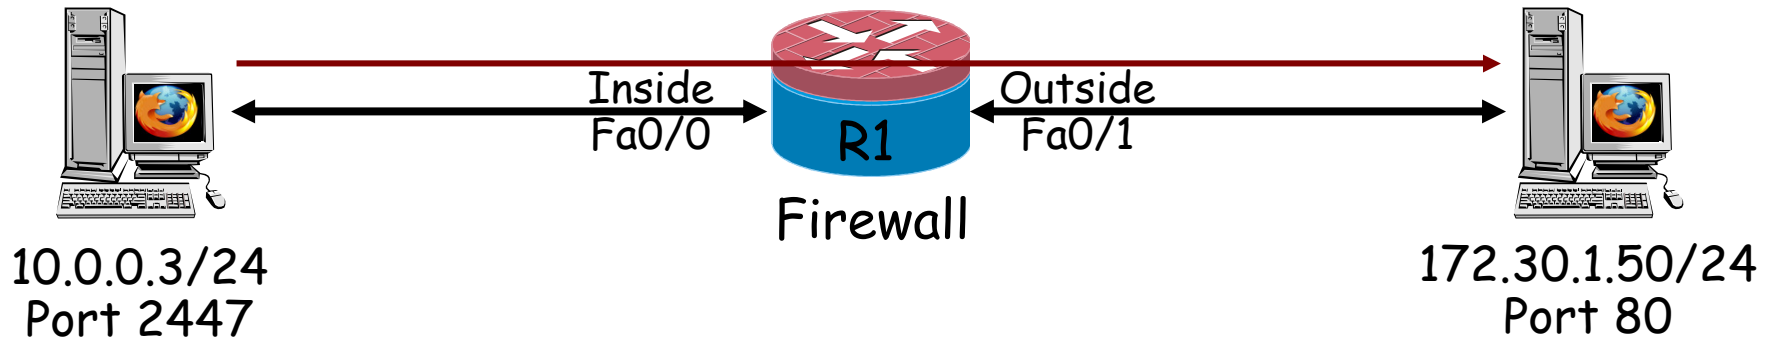 Inside
Fa0/0
Outside
Fa0/1
R1
Firewall
10.0.0.3/24
Port 2447
172.30.1.50/24
Port 80